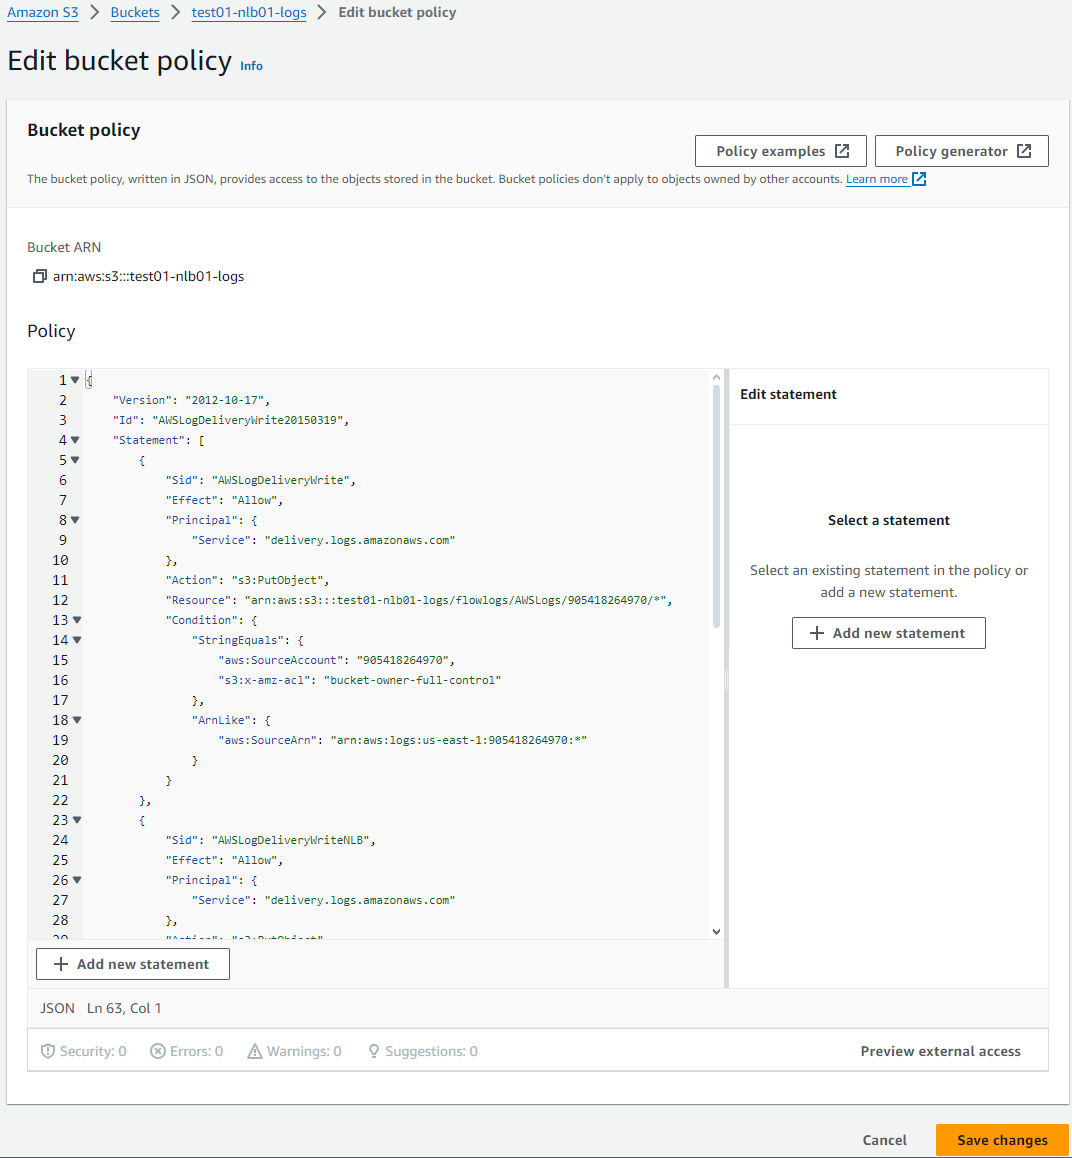 Amazon S3 > Buckets > test01-nlb01-logs > Edit bucket policy
Edit bucket policy Info
Bucket policy
Policy examples
Policy generator
The bucket policy, written in JSON, provides access to the objects stored in the bucket. Bucket policies don't apply to objects owned by other accounts. Learn more
Bucket ARN
arn:aws:s3:::test01-nlb01-logs
Policy
1 {
2 "Version": "2012-10-17",
3 "Id": "AWSLogDeliveryWrite20150319",
4 "Statement": [
5 {
6 "Sid": "AWSLogDeliveryWrite",
7 "Effect": "Allow",
8 "Principal": {
9 "Service": "delivery.logs.amazonaws.com"
10 },
11 "Action": "s3:PutObject",
12 "Resource": "arn:aws:s3:::test01-nlb01-logs/flowlogs/AWSLogs/905418264970/*",
13 "Condition": {
14 "StringEquals": {
15 "aws:SourceAccount": "905418264970",
16 "s3:x-amz-acl": "bucket-owner-full-control"
17 },
18 "ArnLike": {
19 "aws:SourceArn": "arn:aws:logs:us-east-1:905418264970:*"
20 }
21 }
22 },
23 {
24 "Sid": "AWSLogDeliveryWriteNLB",
25 "Effect": "Allow",
26 "Principal": {
27 "Service": "delivery.logs.amazonaws.com"
28 },
29 "Action": "s3:PutObject",
Edit statement
Select a statement
Select an existing statement in the policy or
add a new statement.
+ Add new statement
+ Add new statement
JSON Ln 63, Col 1
Security: 0 Errors: 0 Warnings: 0 Suggestions: 0
Preview external access
Cancel
Save changes